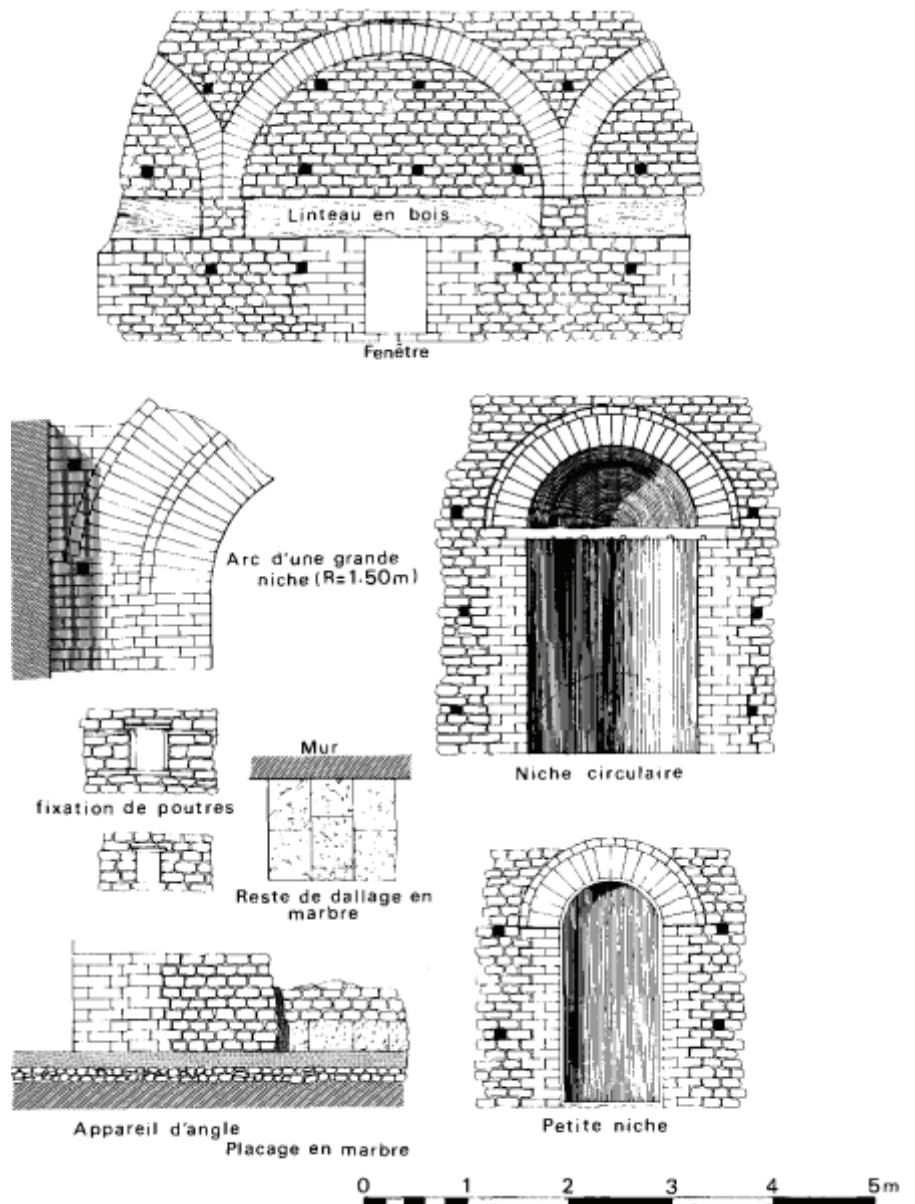 Linteau en bois
Fenêtre
Arc d'une grande
niche (R=1.50m)
Niche circulaire
fixation de poutres
Mur
Reste de dallage en
marbre
Appareil d'angle
Placage en marbre
Petite niche
0 1 2 3 4 5m